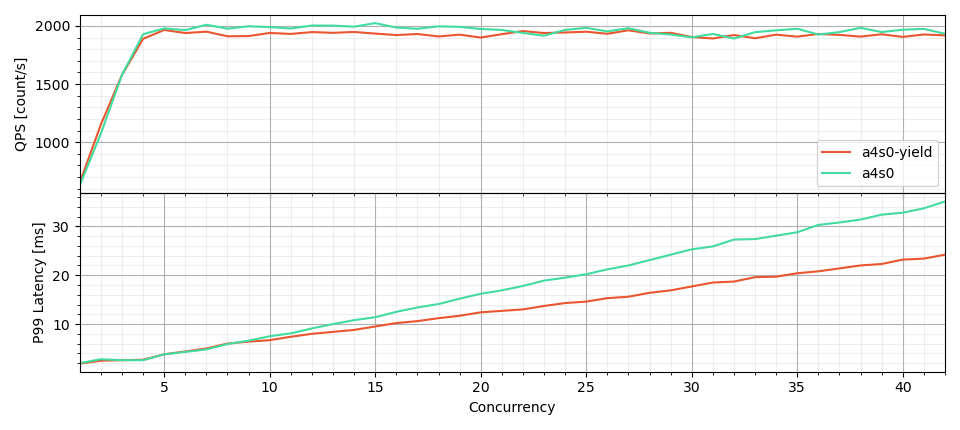 QPS [count/s]
2000
1500
1000
a4s0-yield
a4s0
P99 Latency [ms]
30
20
10
5 10 15 20 25 30 35 40
Concurrency